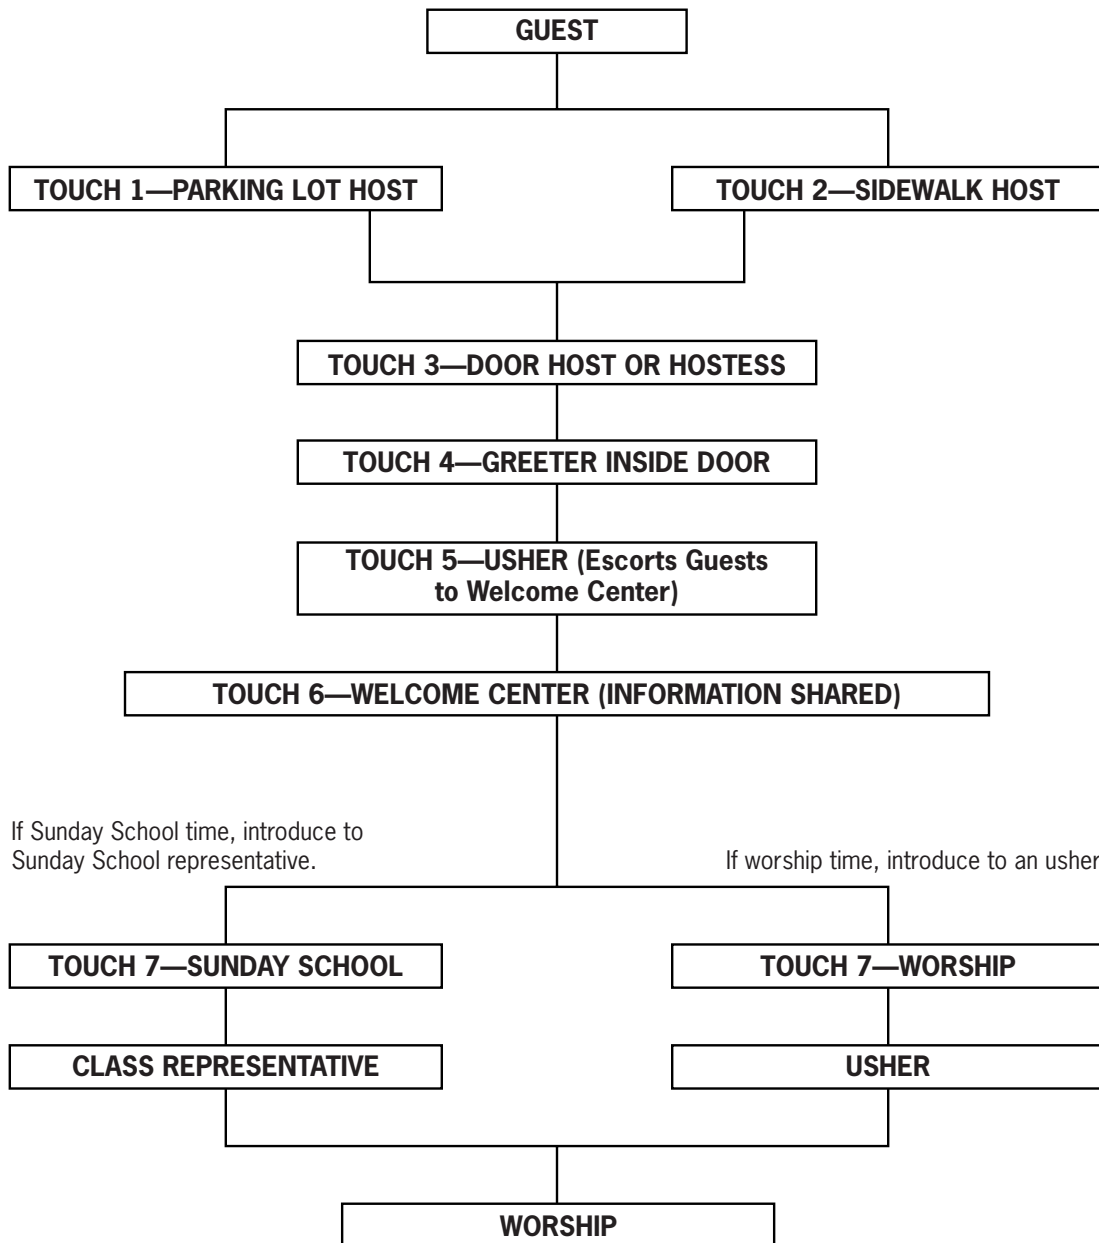 GUEST
TOUCH 1—PARKING LOT HOST
TOUCH 2—SIDEWALK HOST
TOUCH 3—DOOR HOST OR HOSTESS
TOUCH 4—GREETER INSIDE DOOR
TOUCH 5—USHER (Escorts Guests
to Welcome Center)
TOUCH 6—WELCOME CENTER (INFORMATION SHARED)
If Sunday School time, introduce to
Sunday School representative.
If worship time, introduce to an usher
TOUCH 7—SUNDAY SCHOOL
TOUCH 7—WORSHIP
CLASS REPRESENTATIVE
USHER
WORSHIP